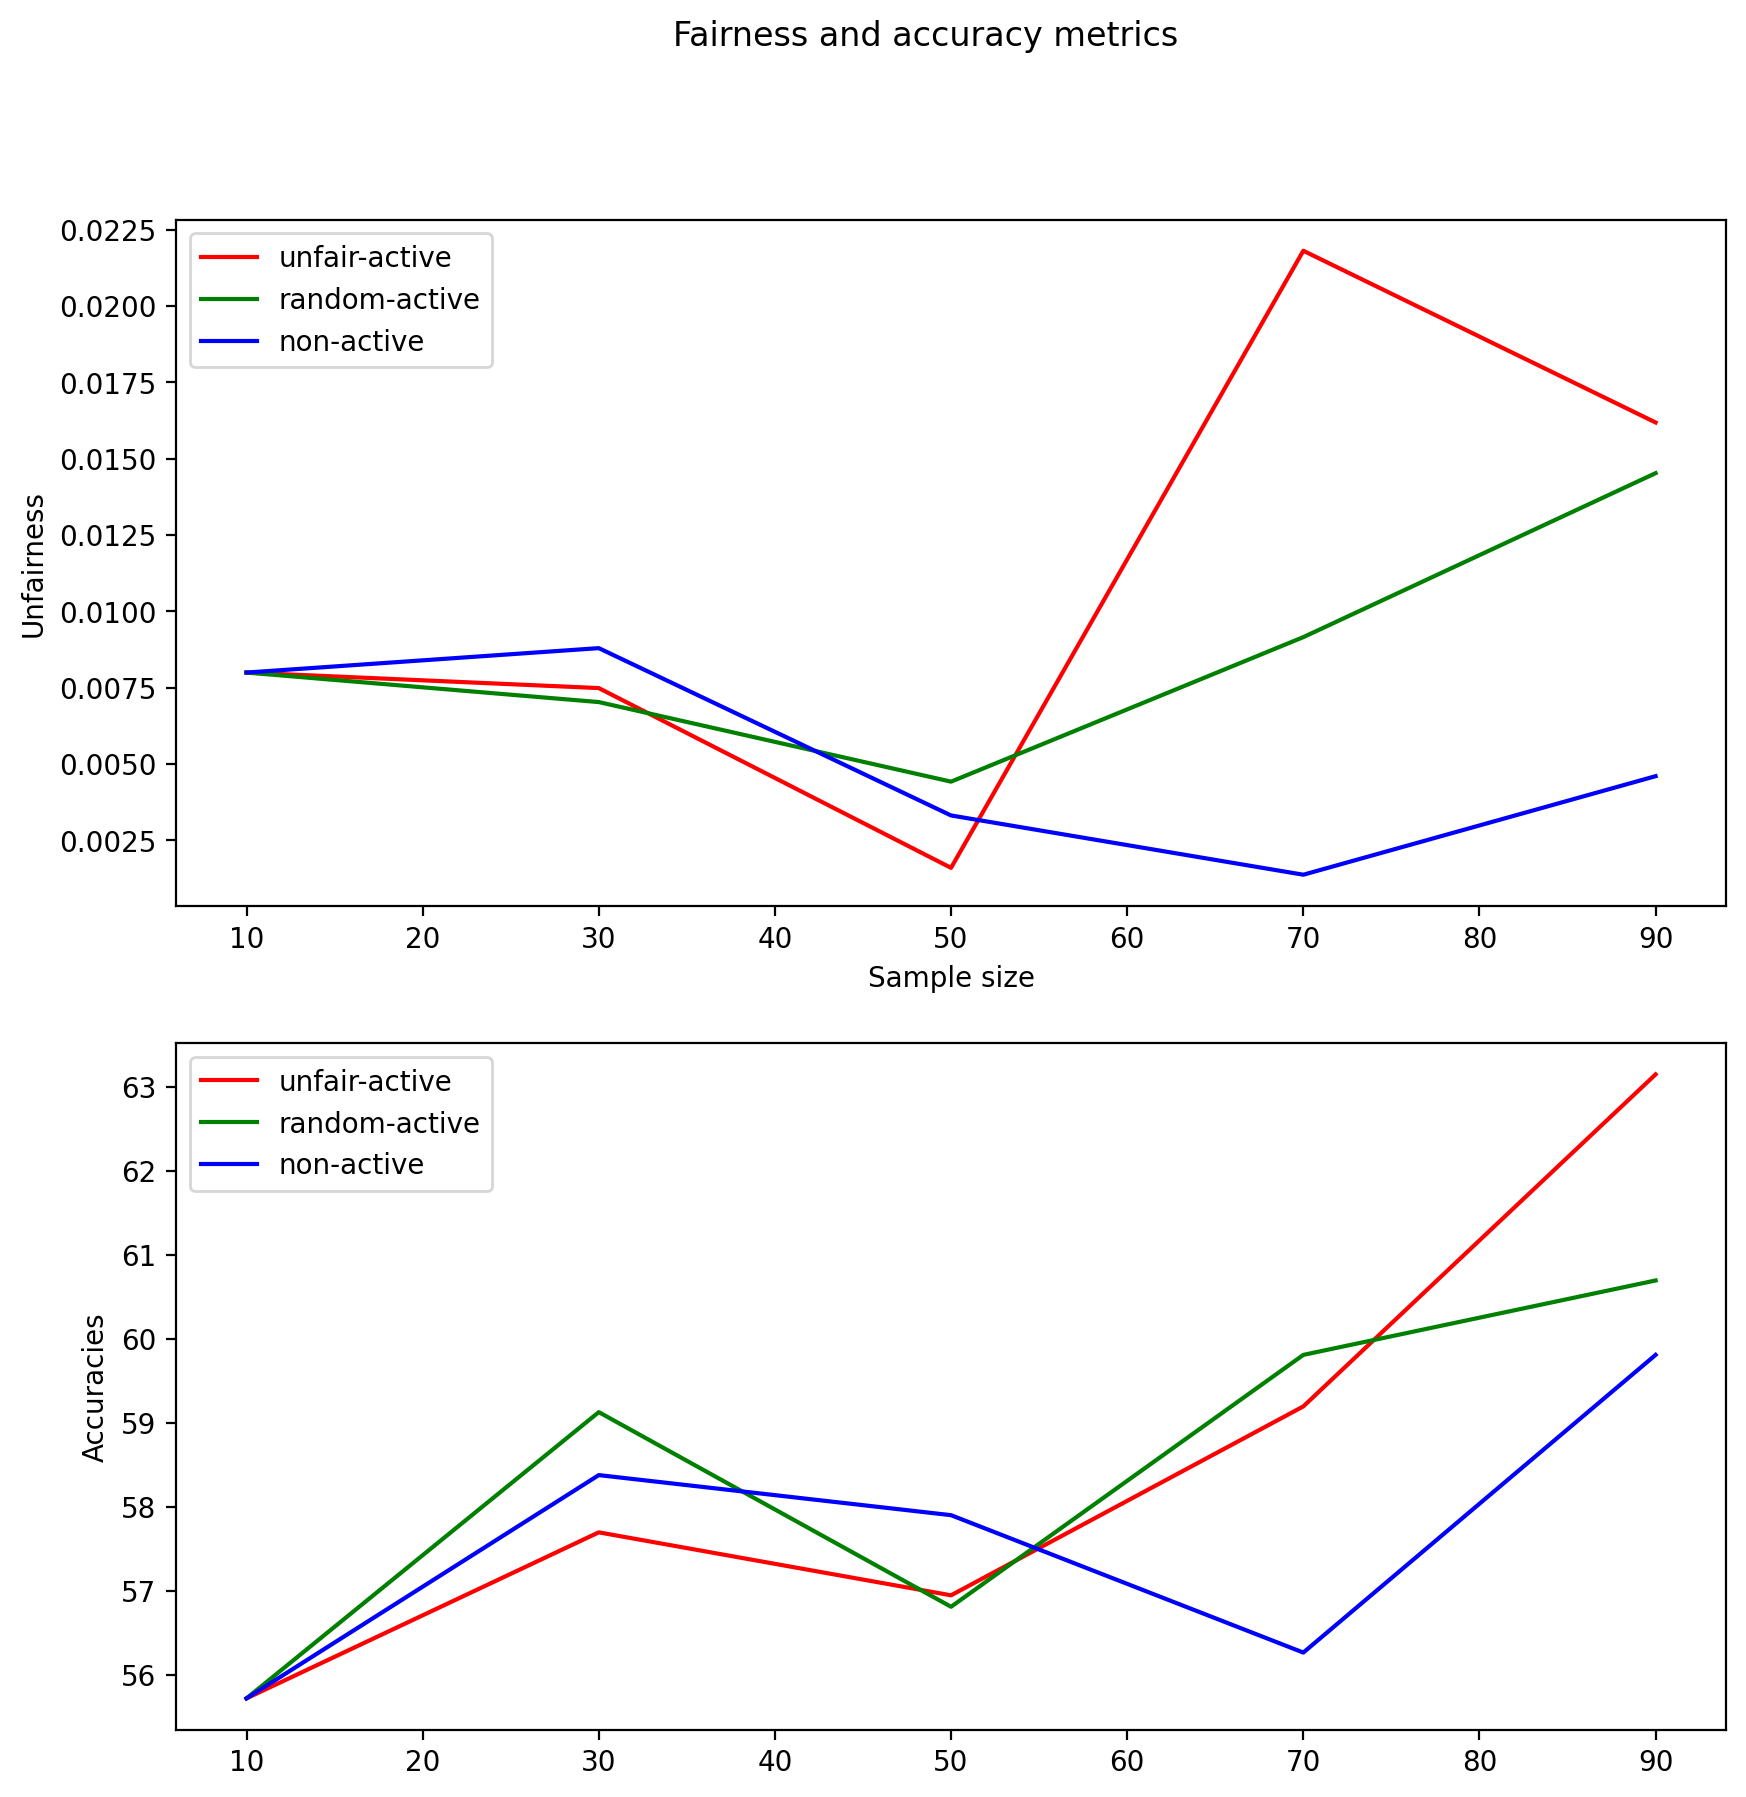 Fairness and accuracy metrics
0.0225
0.0200
0.0175
0.0150
0.0125
0.0100
0.0075
0.0050
0.0025
Unfairness
unfair-active
random-active
non-active
10 20 30 40 50 60 70 80 90
Sample size
63
62
61
60
59
58
57
56
Accuracies
unfair-active
random-active
non-active
10 20 30 40 50 60 70 80 90